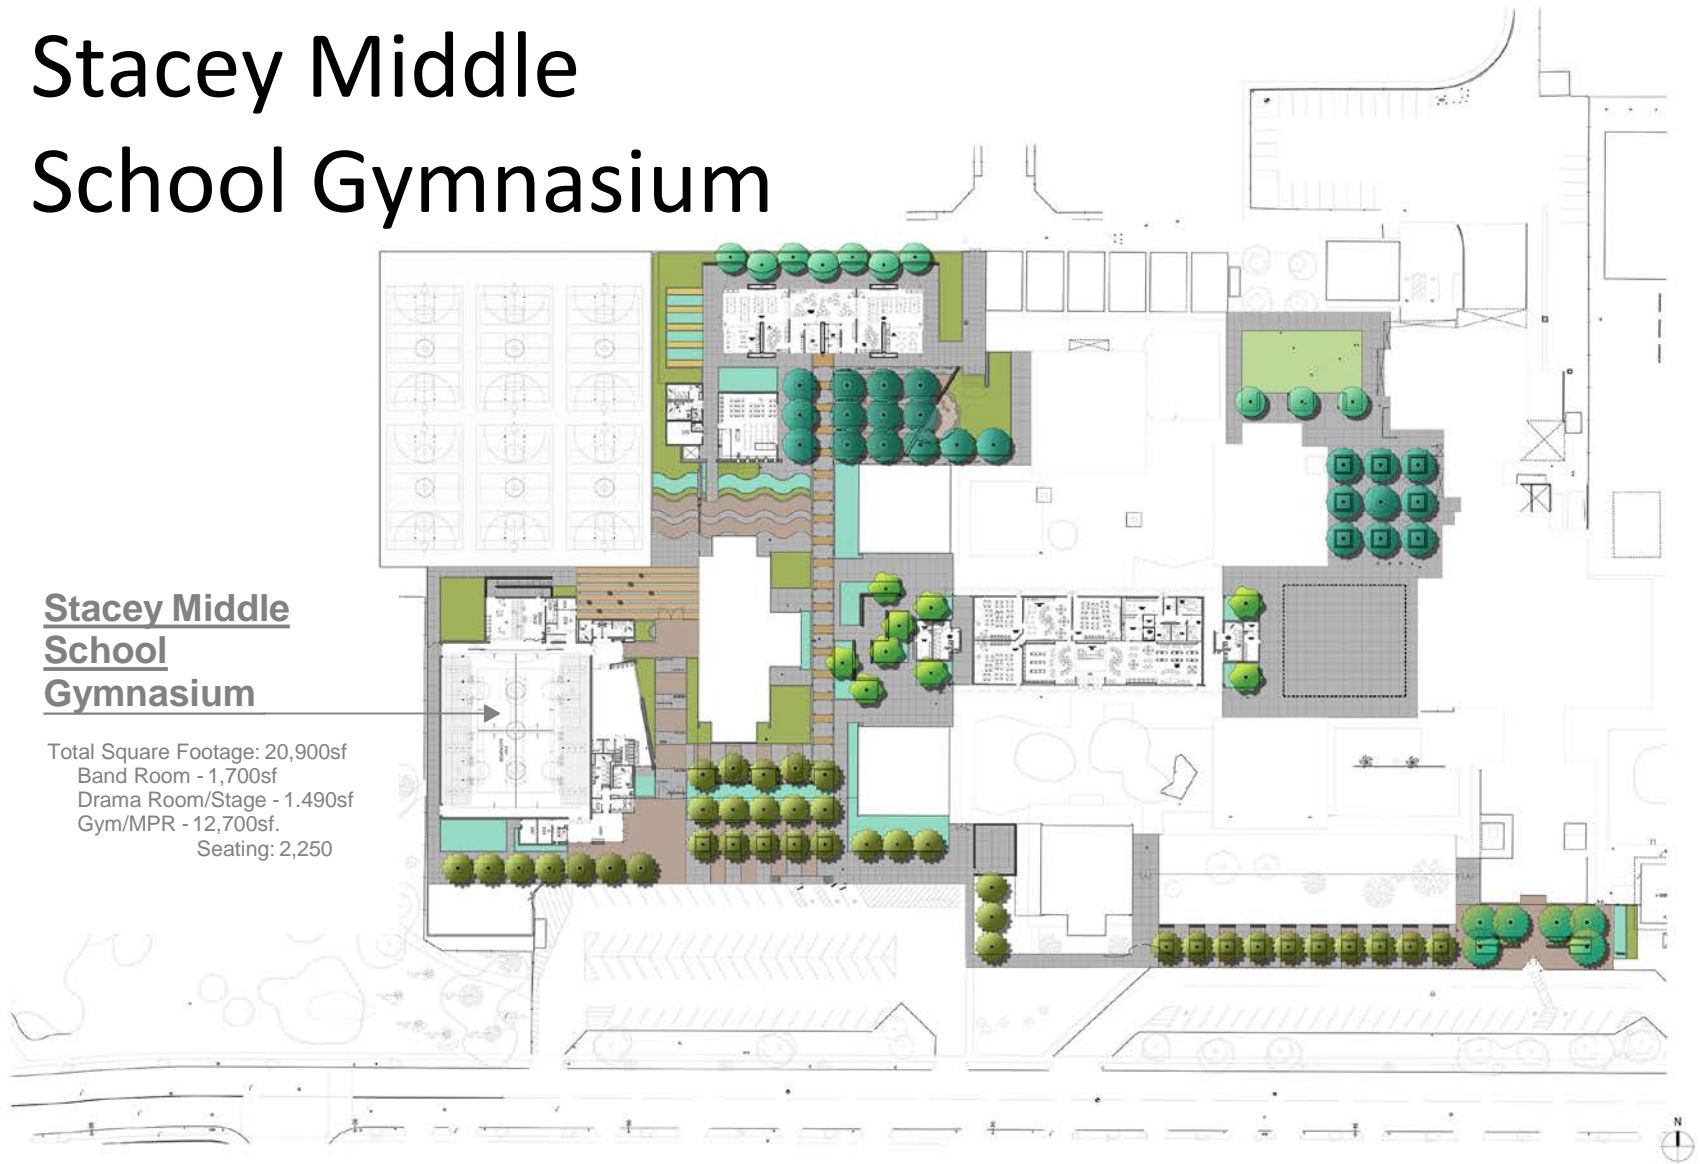 Stacey Middle
School Gymnasium
Stacey Middle
School
Gymnasium
Total Square Footage: 20,900sf
Band Room - 1,700sf
Drama Room/Stage - 1.490sf
Gym/MPR - 12,700sf.
Seating: 2,250
N